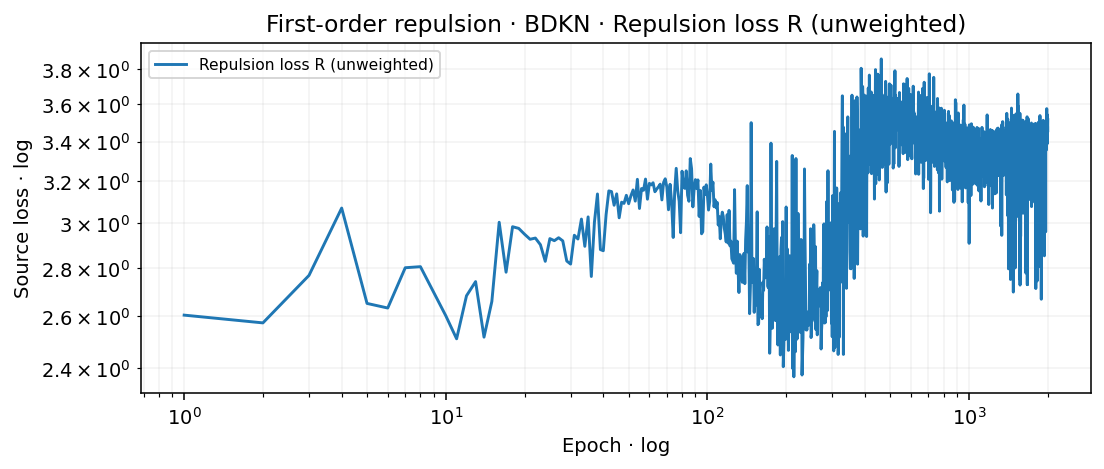 First-order repulsion · BDKN · Repulsion loss R (unweighted)
Repulsion loss R (unweighted)
Source loss · log
3.8 × 10⁰
3.6 × 10⁰
3.4 × 10⁰
3.2 × 10⁰
3 × 10⁰
2.8 × 10⁰
2.6 × 10⁰
2.4 × 10⁰
10⁰ 10¹ 10² 10³
Epoch · log